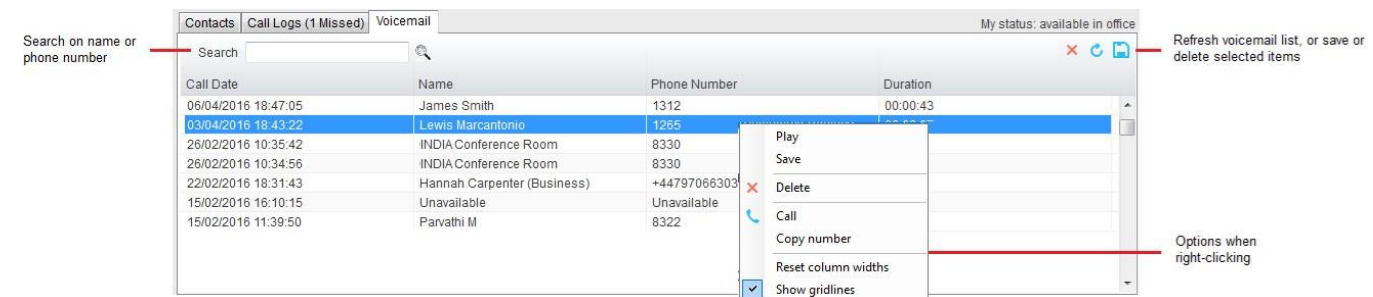 Contacts Call Logs (1 Missed) Voicemail My status: available in office
Search on name or
phone number
Search
Refresh voicemail list, or save or
delete selected items
Call Date Name Phone Number Duration
06/04/2016 18:47:05 James Smith 1312 00:00:43
03/04/2016 18:43:22 Lewis Marcantonio 1265
26/02/2016 10:35:42 INDIA Conference Room 8330
26/02/2016 10:34:56 INDIA Conference Room 8330
22/02/2016 18:31:43 Hannah Carpenter (Business) +44797066303
15/02/2016 16:10:15 Unavailable Unavailable
15/02/2016 11:39:50 Parvathi M 8322
Play
Save
Delete
Call
Copy number
Reset column widths
Show gridlines
Options when
right-clicking